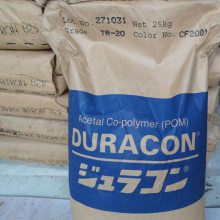 Lot No. 271031 Net 25kg
Grade YR-20 Color No. CF2001
Acetal Co-polymer (POM)
DURACON®
ジュラコン®